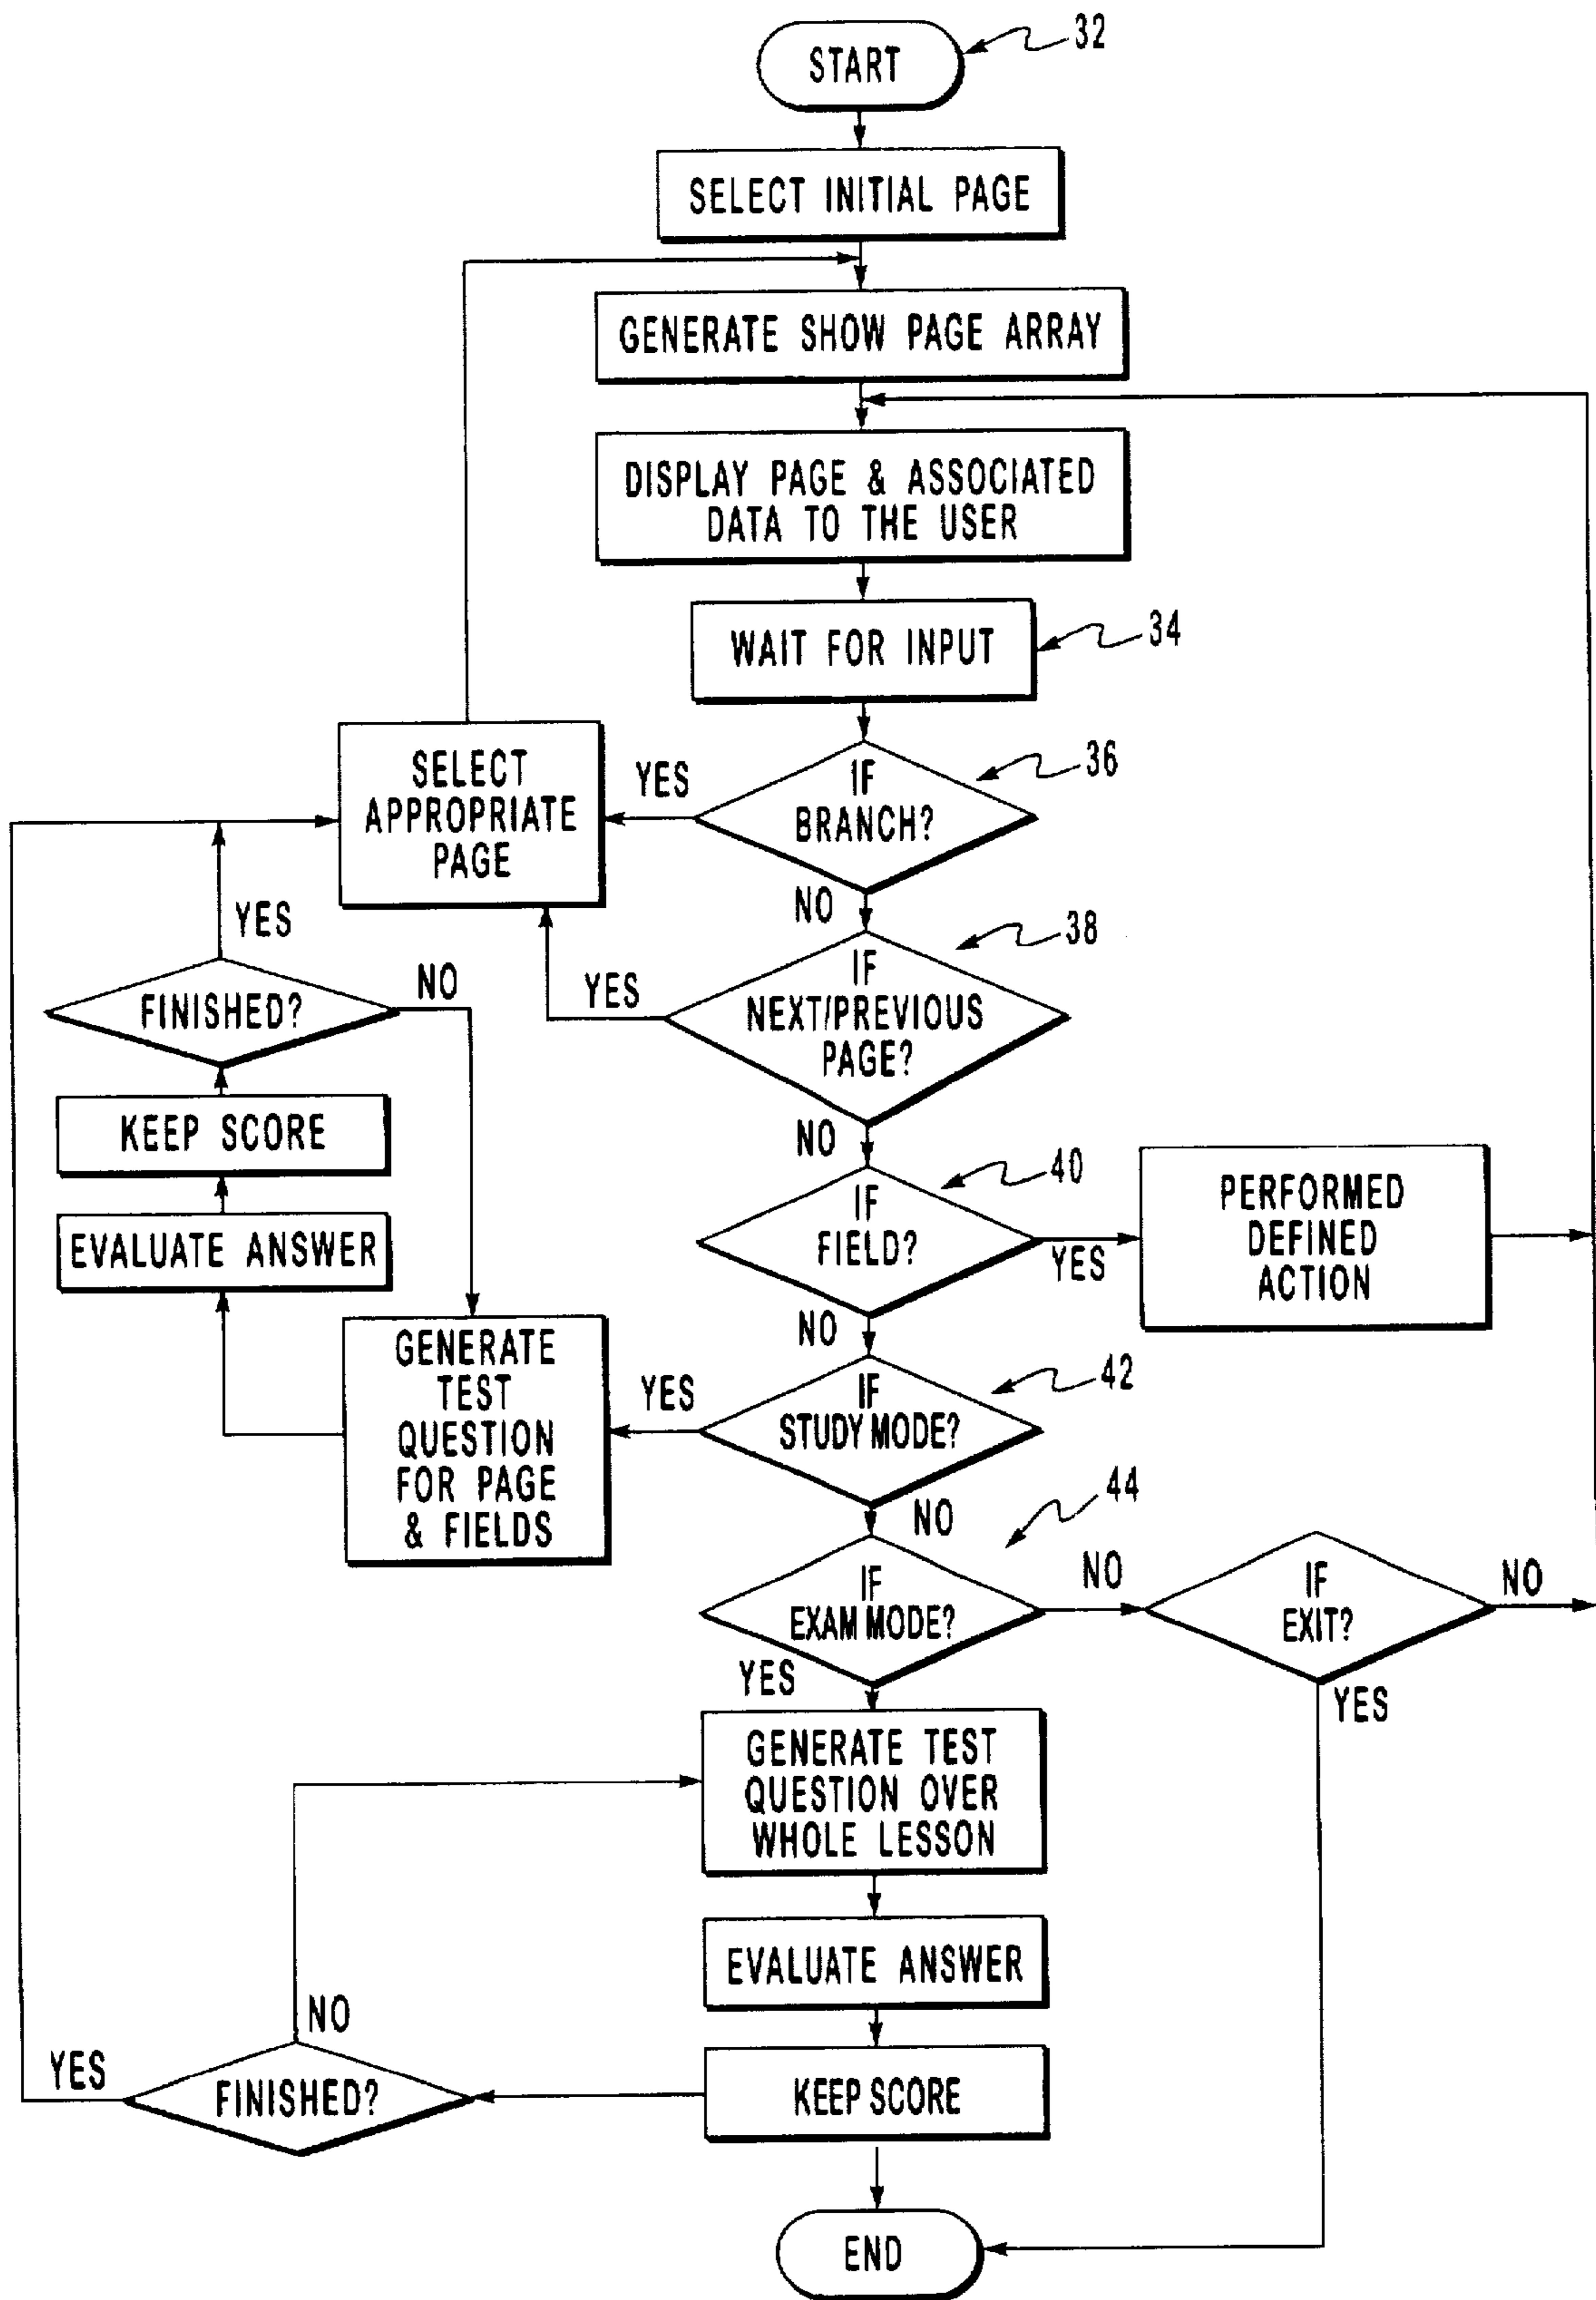 32
START
SELECT INITIAL PAGE
GENERATE SHOW PAGE ARRAY
DISPLAY PAGE & ASSOCIATED
DATA TO THE USER
WAIT FOR INPUT
34
SELECT
APPROPRIATE
PAGE
YES
IF
BRANCH?
36
NO
YES
FINISHED?
NO
YES
IF
NEXT/PREVIOUS
PAGE?
38
NO
KEEP SCORE
EVALUATE ANSWER
IF
FIELD?
40
YES
PERFORMED
DEFINED
ACTION
NO
GENERATE
TEST
QUESTION
FOR PAGE
& FIELDS
YES
IF
STUDY MODE?
42
NO
44
IF
EXAM MODE?
NO
IF
EXIT?
NO
YES
YES
GENERATE TEST
QUESTION OVER
WHOLE LESSON
EVALUATE ANSWER
NO
YES
FINISHED?
KEEP SCORE
END